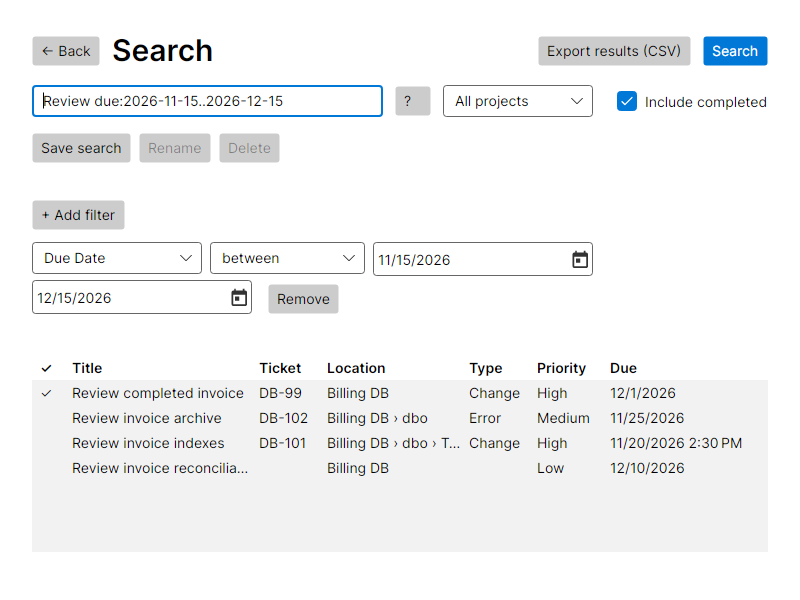 ← Back Search Export results (CSV) Search
Review due:2026-11-15..2026-12-15 ? All projects Include completed
Save search Rename Delete
+ Add filter
Due Date between 11/15/2026
12/15/2026 Remove
✓ Title Ticket Location Type Priority Due
✓ Review completed invoice DB-99 Billing DB Change High 12/1/2026
Review invoice archive DB-102 Billing DB › dbo Error Medium 11/25/2026
Review invoice indexes DB-101 Billing DB › dbo › T... Change High 11/20/2026 2:30 PM
Review invoice reconcilia... Billing DB Low 12/10/2026